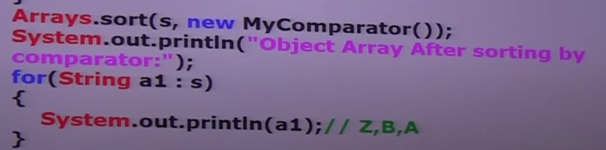 Arrays.sort(s, new MyComparator());
System.out.println("Object Array After sorting by
comparator:");
for(String a1 : s)
{
System.out.println(a1);// Z,B,A
}